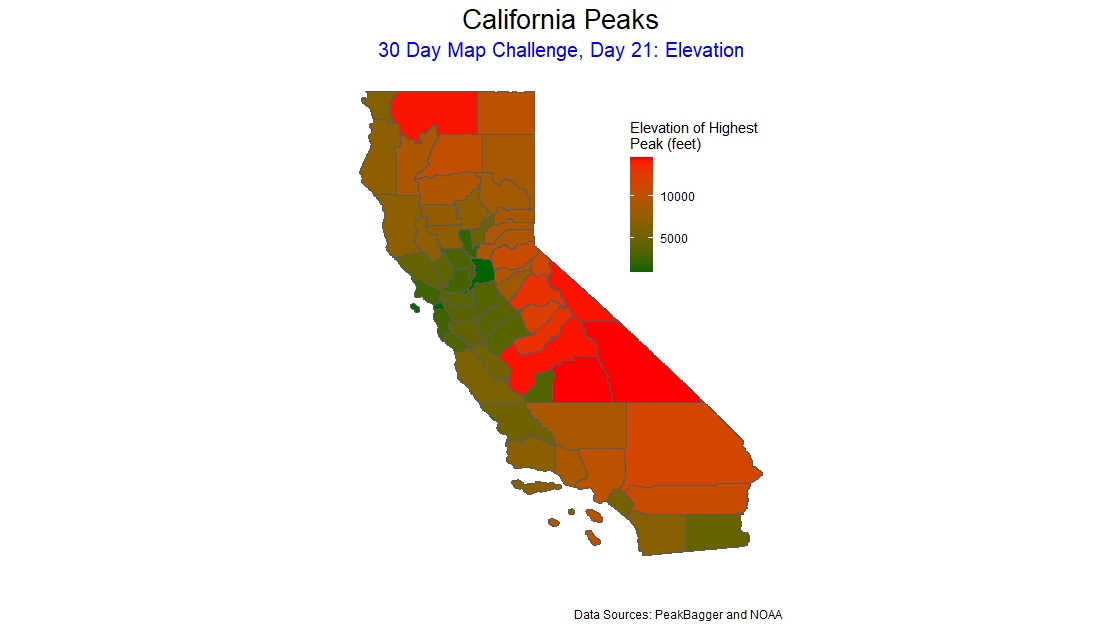 California Peaks
30 Day Map Challenge, Day 21: Elevation
Elevation of Highest
Peak (feet)
10000
5000
Data Sources: PeakBagger and NOAA